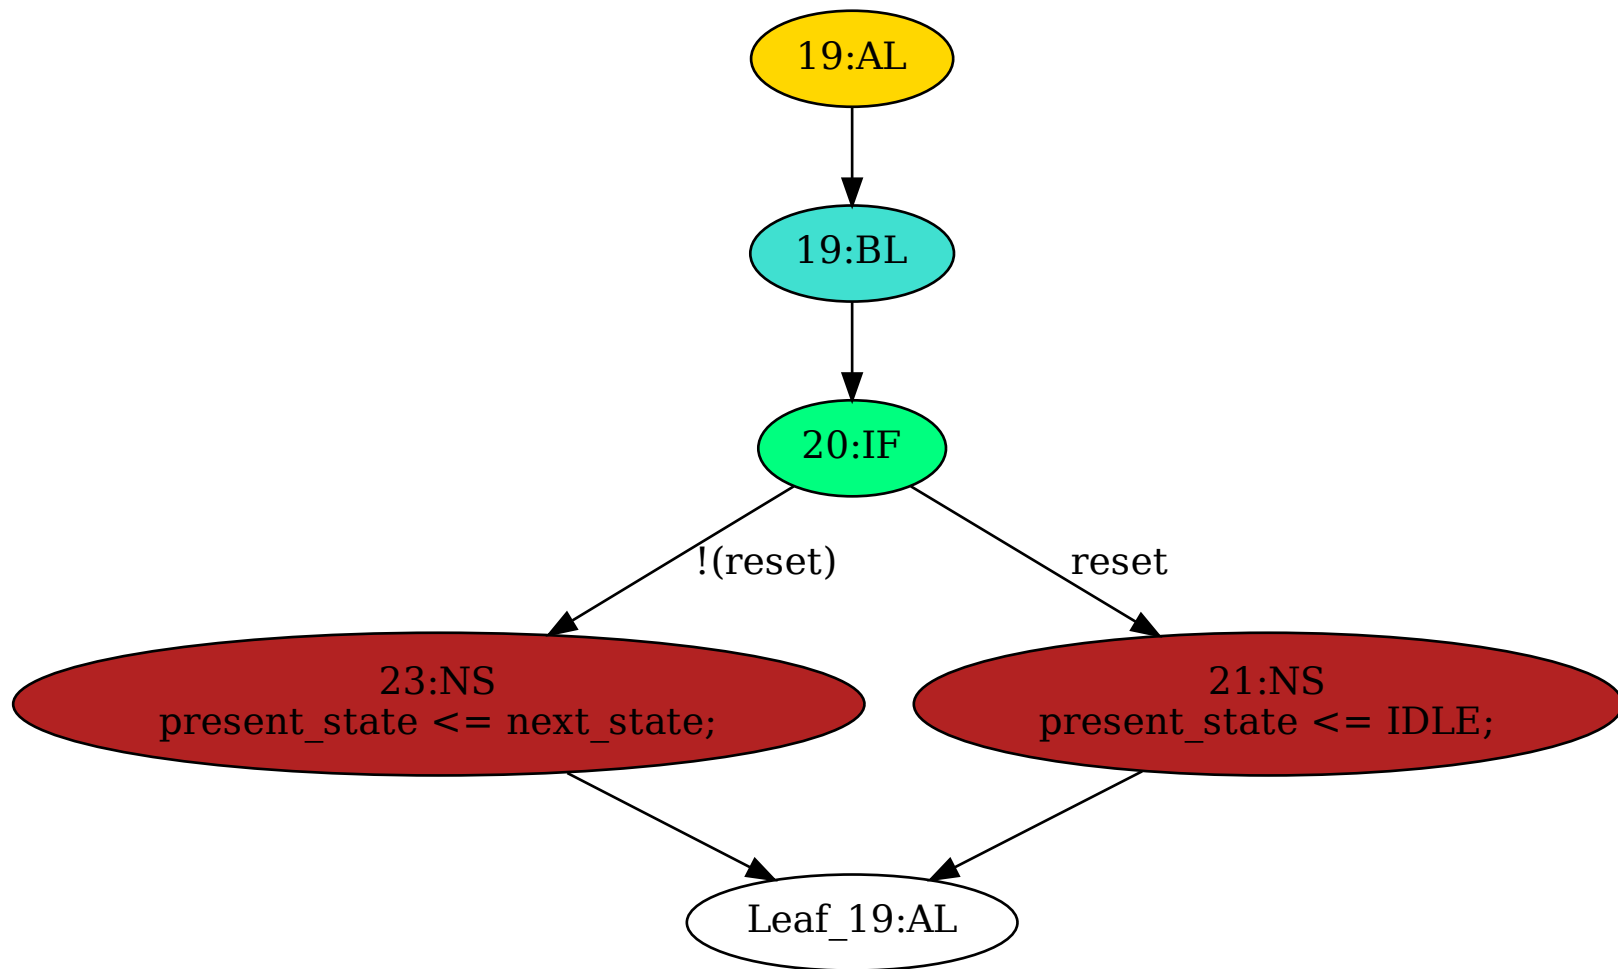 19:AL
19:BL
20:IF
!(reset)
reset
23:NS
present_state <= next_state;
21:NS
present_state <= IDLE;
Leaf_19:AL